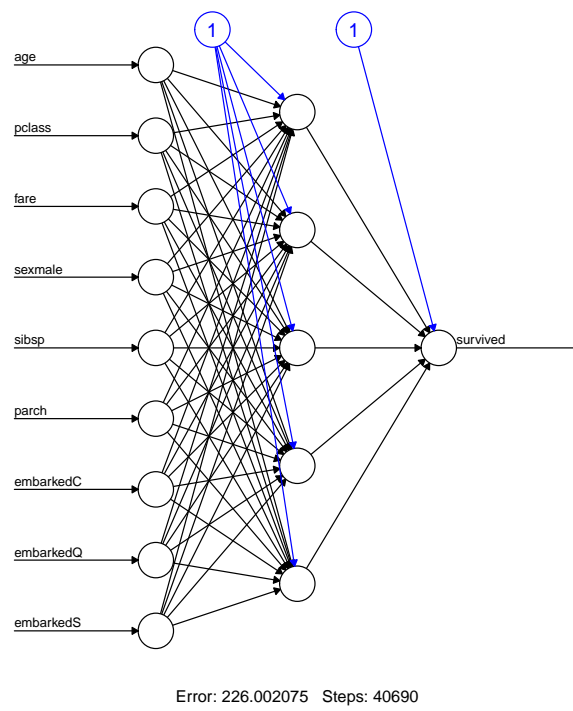 1
1
age
pclass
fare
sexmale
sibsp
survived
parch
embarkedC
embarkedQ
embarkedS
Error: 226.002075 Steps: 40690